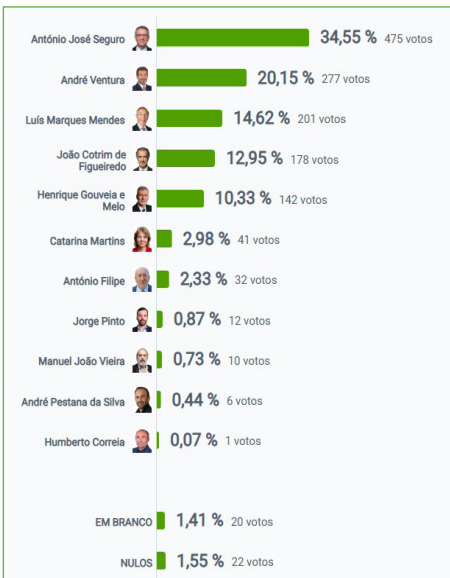 António José Seguro 34,55 % 475 votos
André Ventura 20,15 % 277 votos
Luís Marques Mendes 14,62 % 201 votos
João Cotrim de
Figueiredo 12,95 % 178 votos
Henrique Gouveia e
Melo 10,33 % 142 votos
Catarina Martins 2,98 % 41 votos
António Filipe 2,33 % 32 votos
Jorge Pinto 0,87 % 12 votos
Manuel João Vieira 0,73 % 10 votos
André Pestana da Silva 0,44 % 6 votos
Humberto Correia 0,07 % 1 votos
EM BRANCO 1,41 % 20 votos
NULOS 1,55 % 22 votos